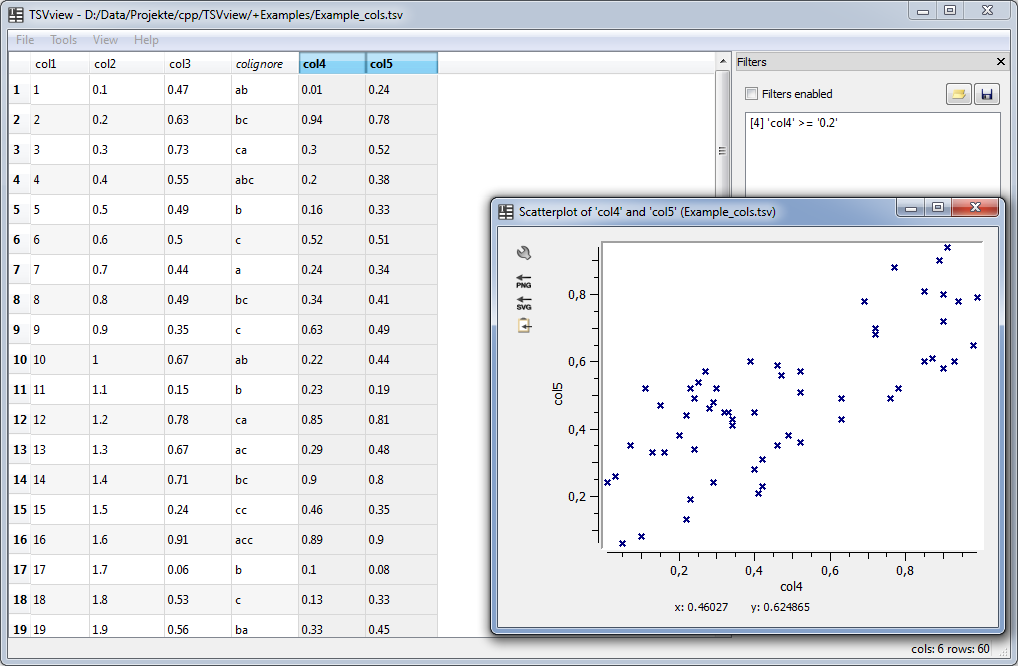 TSVview - D:/Data/Projekte/cpp/TSVview/+Examples/Example_cols.tsv
File Tools View Help
col1 col2 col3 colignore col4 col5
1 1 0.1 0.47 ab 0.01 0.24
2 2 0.2 0.63 bc 0.94 0.78
3 3 0.3 0.73 ca 0.3 0.52
4 4 0.4 0.55 abc 0.2 0.38
5 5 0.5 0.49 b 0.16 0.33
6 6 0.6 0.5 c 0.52 0.51
7 7 0.7 0.44 a 0.24 0.34
8 8 0.8 0.49 bc 0.34 0.41
9 9 0.9 0.35 c 0.63 0.49
10 10 1 0.67 ab 0.22 0.44
11 11 1.1 0.15 b 0.23 0.19
12 12 1.2 0.78 ca 0.85 0.81
13 13 1.3 0.67 ac 0.29 0.48
14 14 1.4 0.71 bc 0.9 0.8
15 15 1.5 0.24 cc 0.46 0.35
16 16 1.6 0.91 acc 0.89 0.9
17 17 1.7 0.06 b 0.1 0.08
18 18 1.8 0.53 c 0.13 0.33
19 19 1.9 0.56 ba 0.33 0.45
Filters
Filters enabled
[4] 'col4' >= '0.2'
Scatterplot of 'col4' and 'col5' (Example_cols.tsv)
PNG
SVG
col5
0,8
0,6
0,4
0,2
0,2 0,4 0,6 0,8
col4
x: 0.46027 y: 0.624865
cols: 6 rows: 60